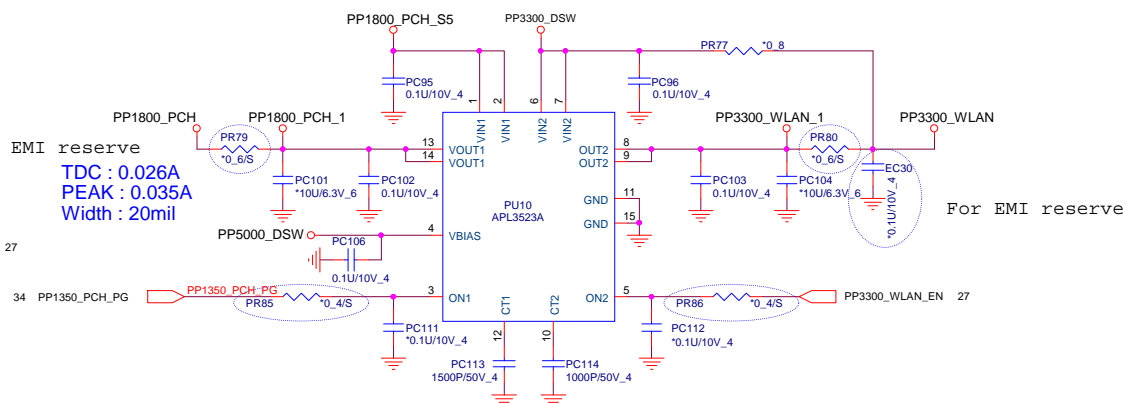 PP1800_PCH_S5
PP3300_DSW
PR77
*0_8
PC95
0.1U/10V_4
PC96
0.1U/10V_4
1
2
6
7
VIN1
VIN1
VIN2
VIN2
PP1800_PCH
PP1800_PCH_1
PR79
*0_6/S
13
14
VOUT1
VOUT1
8
9
OUT2
OUT2
PP3300_WLAN_1
PR80
*0_6/S
PP3300_WLAN
EMI reserve
TDC : 0.026A
PEAK : 0.035A
Width : 20mil
PC101
*10U/6.3V_6
PC102
0.1U/10V_4
PU10
APL3523A
GND
11
GND
15
PC103
0.1U/10V_4
PC104
*10U/6.3V_6
EC30
*0.1U/10V_4
For EMI reserve
27
PP5000_DSW
4
VBIAS
PC106
0.1U/10V_4
34
PP1350_PCH_PG
PP1350_PCH_PG
PR85
*0_4/S
3
ON1
ON2
5
PR86
*0_4/S
PP3300_WLAN_EN
27
PC111
*0.1U/10V_4
CT1
CT2
12
10
PC112
*0.1U/10V_4
PC113
1500P/50V_4
PC114
1000P/50V_4